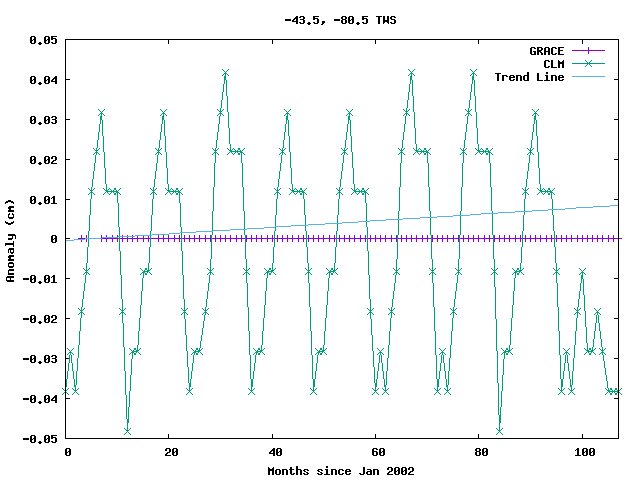 -43.5, -80.5 TWS
GRACE
CLM
Trend Line
0.05
0.04
0.03
0.02
0.01
0
-0.01
-0.02
-0.03
-0.04
-0.05
Anomaly (cm)
0 20 40 60 80 100
Months since Jan 2002